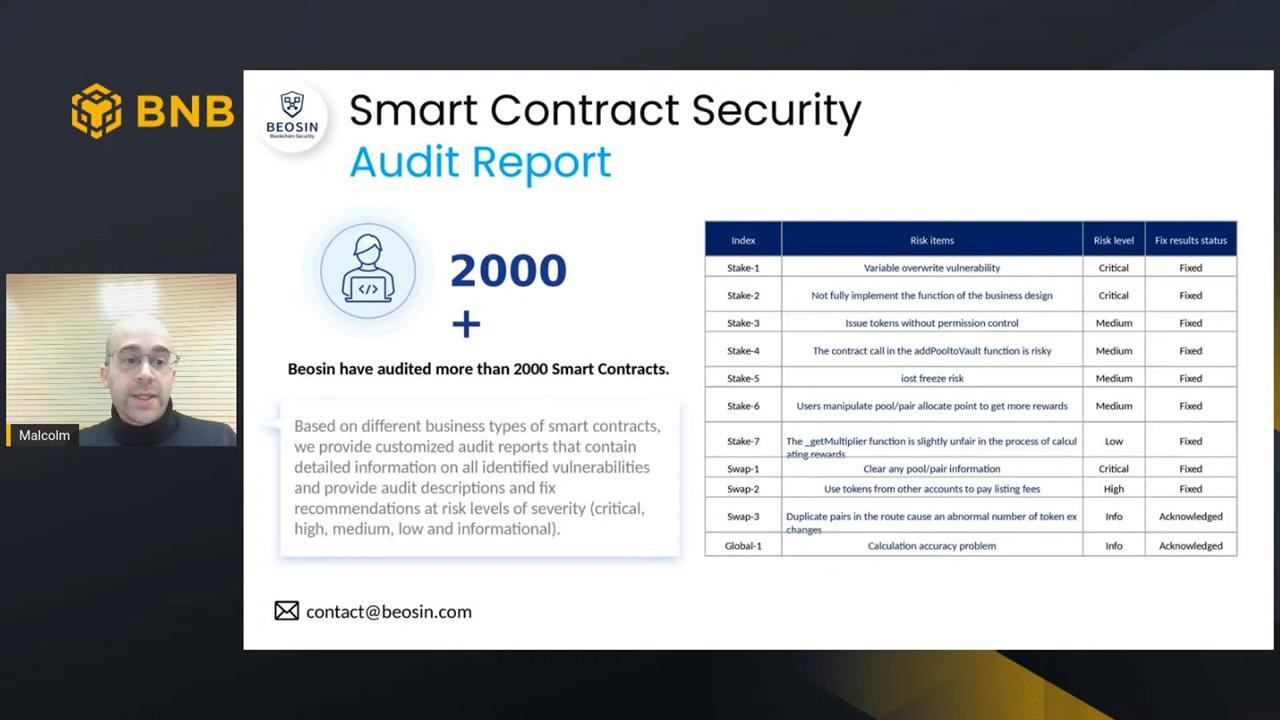 BNB
BEOSIN
Blockchain Security
Smart Contract Security
Audit Report
2000
+
Beosin have audited more than 2000 Smart Contracts.
Based on different business types of smart contracts,
we provide customized audit reports that contain
detailed information on all identified vulnerabilities
and provide audit descriptions and fix
recommendations at risk levels of severity (critical,
high, medium, low and informational).
contact@beosin.com
Index Risk items Risk level Fix results status
Stake-1 Variable overwrite vulnerability Critical Fixed
Stake-2 Not fully implement the function of the business design Critical Fixed
Stake-3 Issue tokens without permission control Medium Fixed
Stake-4 The contract call in the addPooltoVault function is risky Medium Fixed
Stake-5 iost freeze risk Medium Fixed
Stake-6 Users manipulate pool/pair allocate point to get more rewards Medium Fixed
Stake-7 The _getMultiplier function is slightly unfair in the process of calcul Low Fixed
ating rewards
Swap-1 Clear any pool/pair information Critical Fixed
Swap-2 Use tokens from other accounts to pay listing fees High Fixed
Swap-3 Duplicate pairs in the route cause an abnormal number of token ex Info Acknowledged
changes
Global-1 Calculation accuracy problem Info Acknowledged
Malcolm